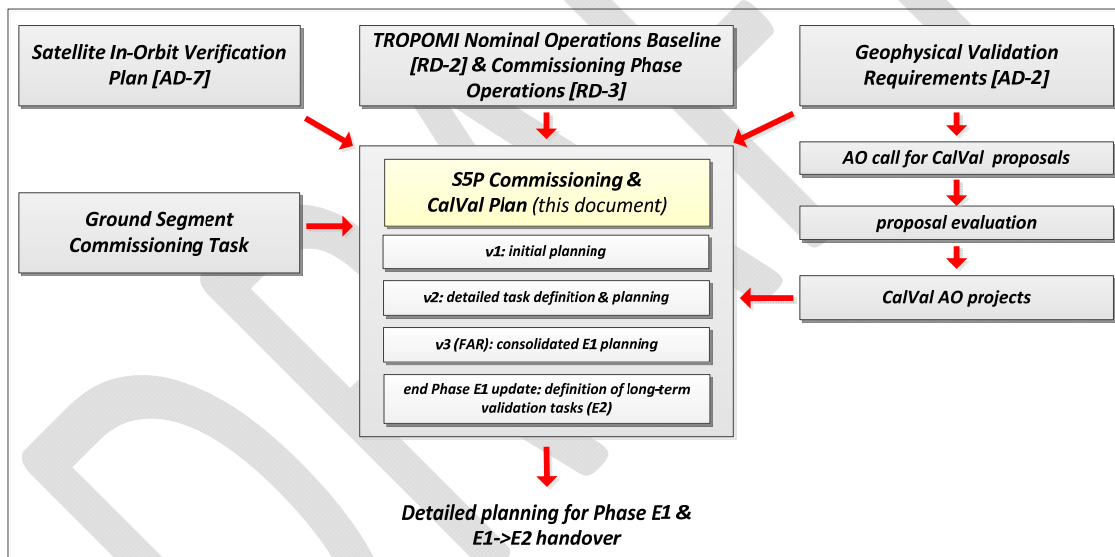 Satellite In-Orbit Verification
Plan [AD-7]
TROPOMI Nominal Operations Baseline
[RD-2] & Commissioning Phase
Operations [RD-3]
Geophysical Validation
Requirements [AD-2]
AO call for CalVal proposals
proposal evaluation
CalVal AO projects
Ground Segment
Commissioning Task
S5P Commissioning &
CalVal Plan (this document)
v1: initial planning
v2: detailed task definition & planning
v3 (FAR): consolidated E1 planning
end Phase E1 update: definition of long-term
validation tasks (E2)
Detailed planning for Phase E1 &
E1->E2 handover
DRAFT